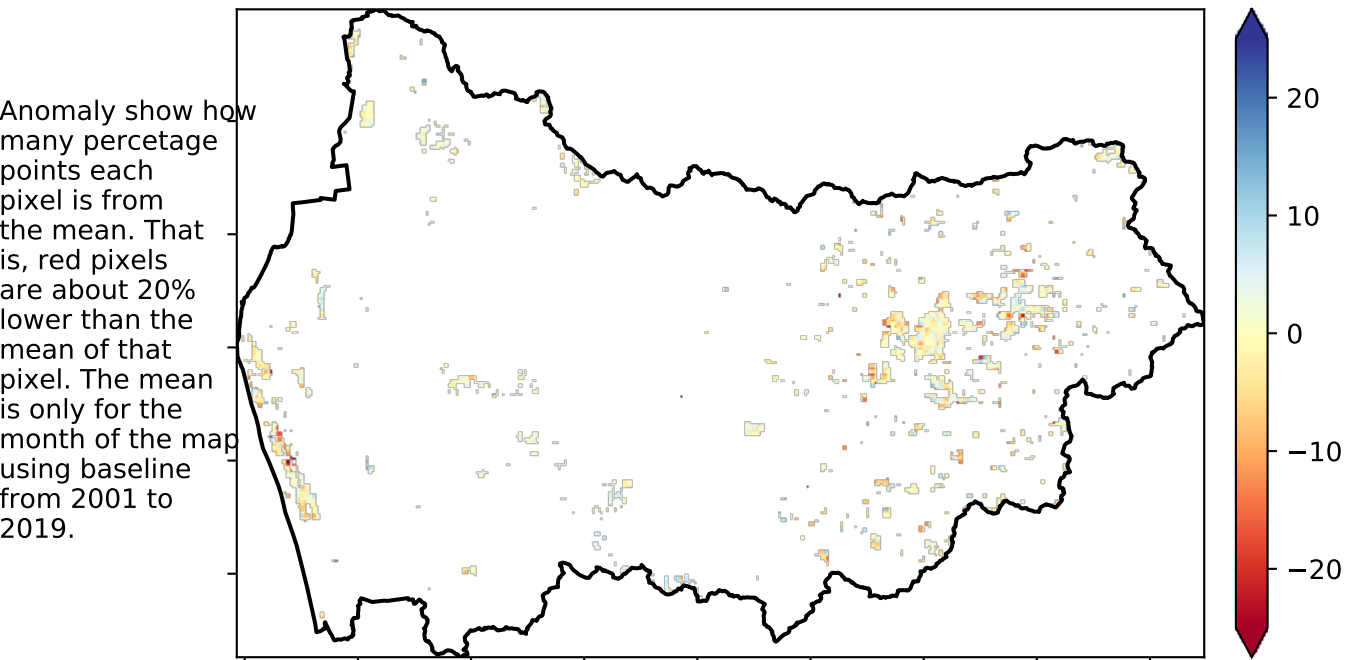 Anomaly show how
many percetage
points each
pixel is from
the mean. That
is, red pixels
are about 20%
lower than the
mean of that
pixel. The mean
is only for the
month of the map
using baseline
from 2001 to
2019.
20
10
0
−10
−20